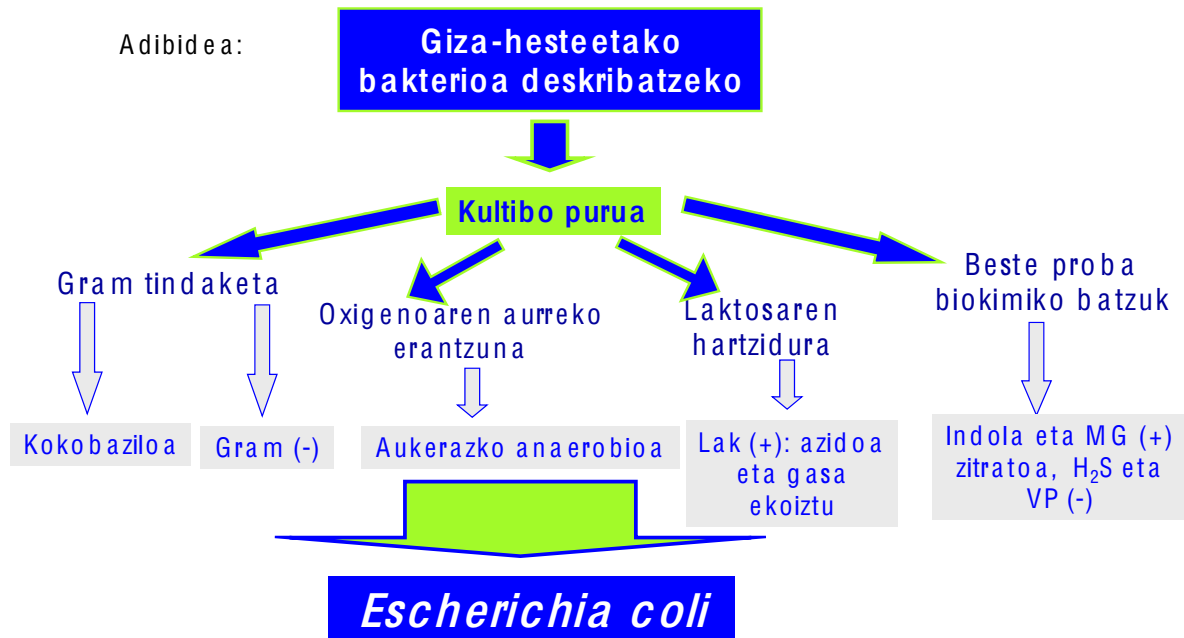 Adibidea:
Giza-hesteetako
bakterioa deskribatzeko
Kultibo purua
Gram tindaketa
Oxigenoaren aurreko
erantzuna
Laktosaren
hartzidura
Beste proba
biokimiko batzuk
Kokobaziloa
Gram (-)
Aukerazko anaerobioa
Lak (+): azidoa
eta gasa
ekoiztu
Indola eta MG (+)
zitratoa, H₂S eta
VP (-)
Escherichia coli